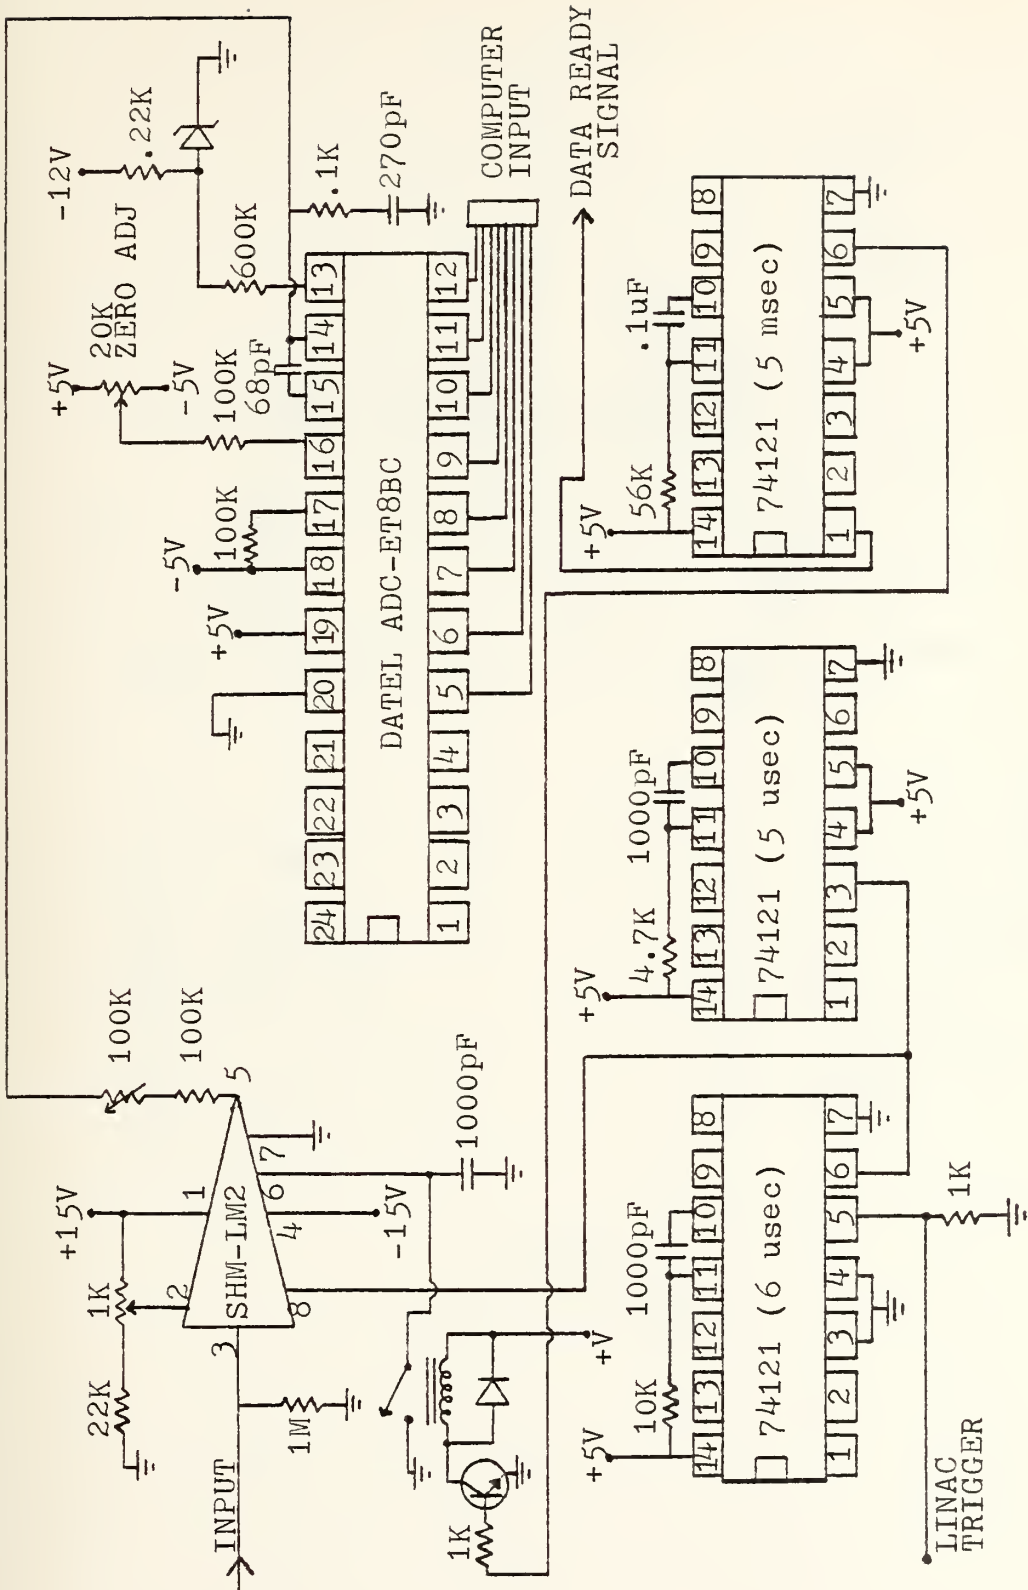 INPUT
22K
1K
+15V
100K
100K
3
2
1
SHM-LM2
8
4
6
7
5
-15V
1000pF
1M
1K
+V
+5V
20K
ZERO ADJ
-5V
-12V
.22K
600K
100K
68pF
-5V
100K
+5V
.1K
270pF
24 23 22 21 20 19 18 17 16 15 14 13
DATEL ADC-ET8BC
1 2 3 4 5 6 7 8 9 10 11 12
COMPUTER
INPUT
+5V
10K
1000pF
14 13 12 11 10 9 8
74121 (6 usec)
1 2 3 4 5 6 7
LINAC
TRIGGER
1K
+5V
4.7K
1000pF
14 13 12 11 10 9 8
74121 (5 usec)
1 2 3 4 5 6 7
+5V
DATA READY
SIGNAL
+5V
56K
.1uF
14 13 12 11 10 9 8
74121 (5 msec)
1 2 3 4 5 6 7
+5V